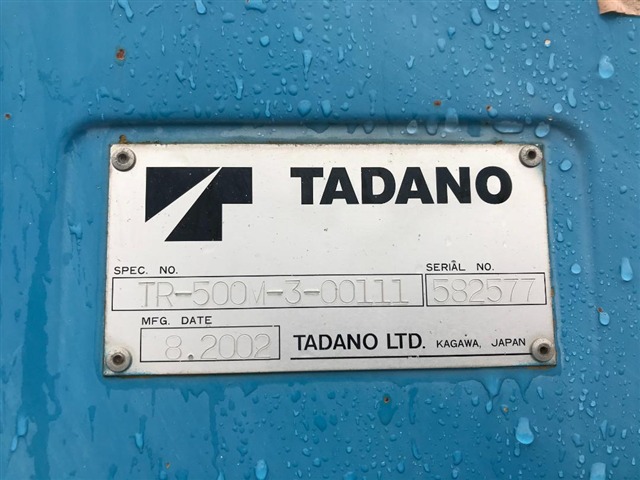 TADANO
SPEC. NO. SERIAL NO.
TR-500M-3-00111 582577
MFG. DATE
8.2002 TADANO LTD. KAGAWA, JAPAN